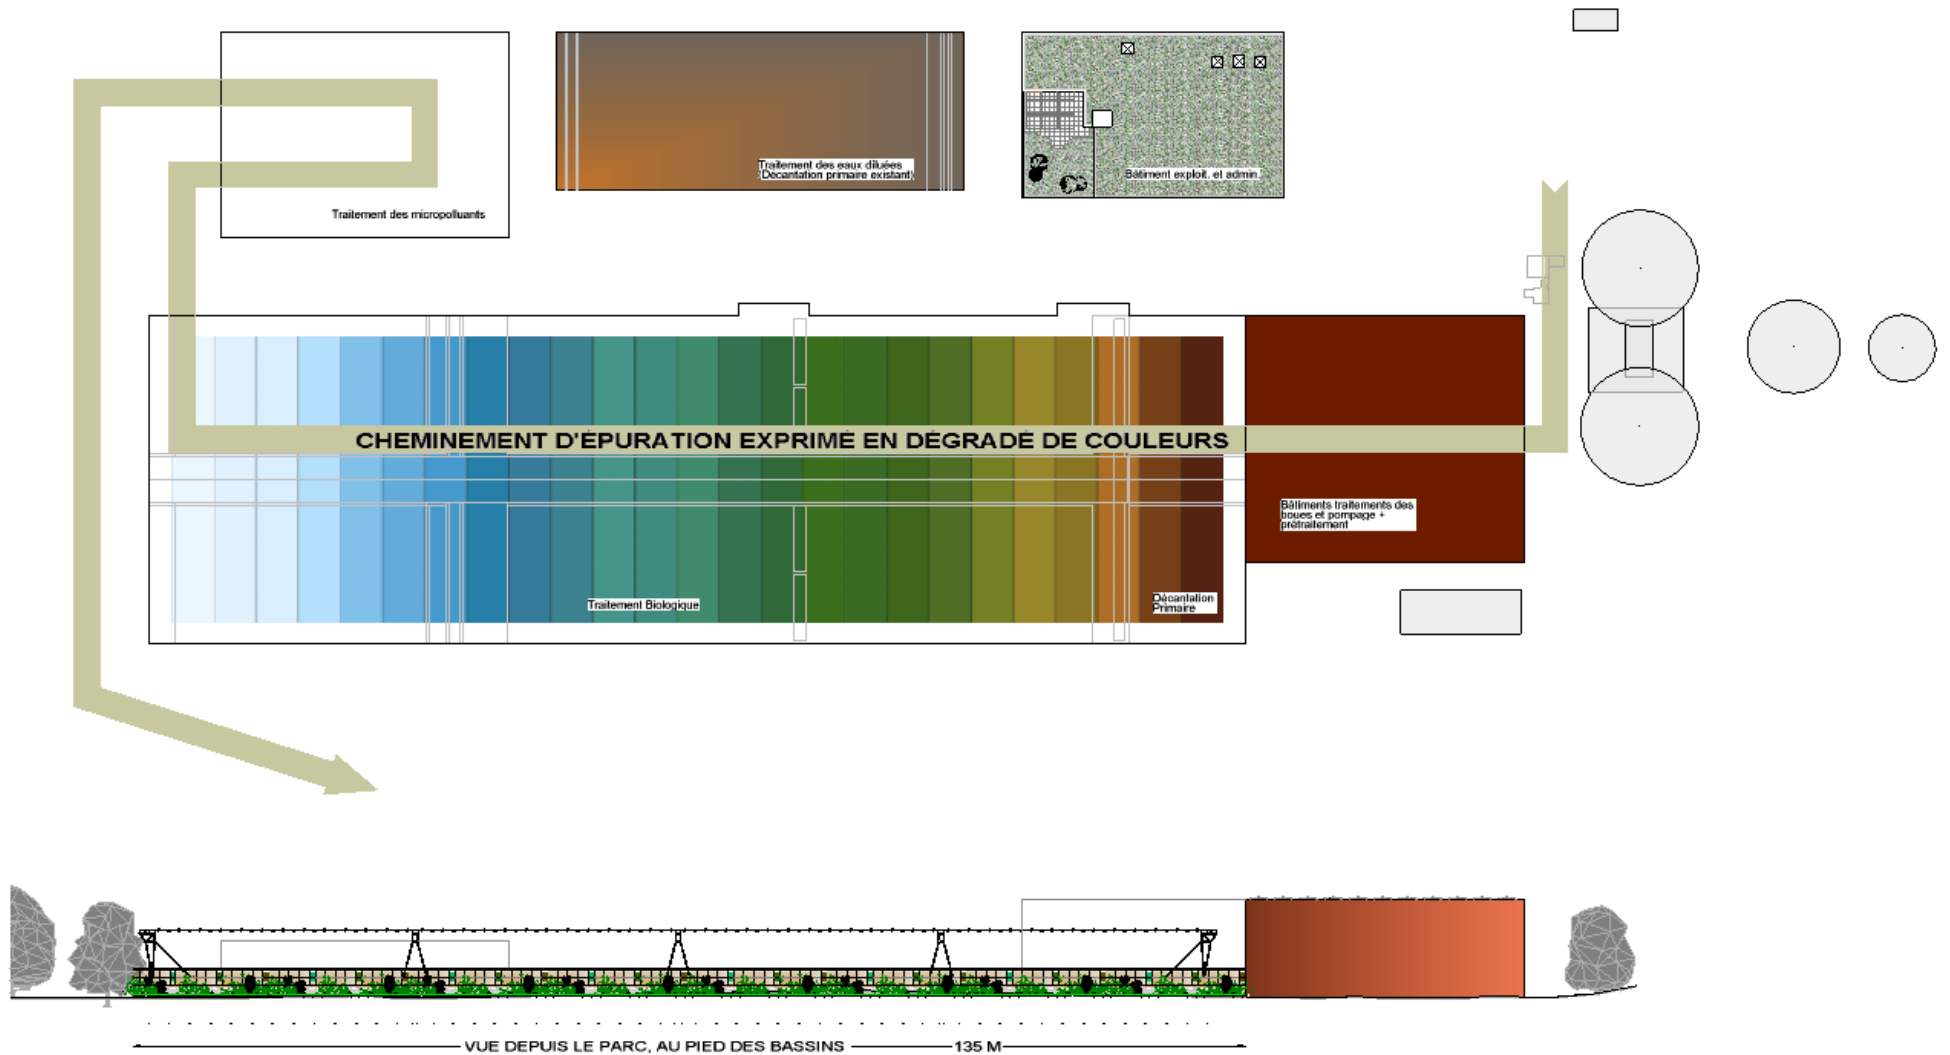 Traitement des eaux diluées
(Décantation primaire existant)
Bâtiment exploit. et admin.
Traitement des micropolluants
CHEMINEMENT D'ÉPURATION EXPRIMÉ EN DÉGRADÉ DE COULEURS
Bâtiments traitements des
boues et pompage +
prétraitement
Traitement Biologique
Décantation
Primaire
VUE DEPUIS LE PARC, AU PIED DES BASSINS
135 M